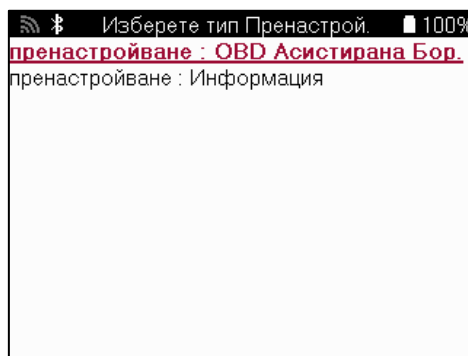 Изберете тип Пренастрой. 100%
пренастройване : OBD Асистирана Бор.
пренастройване : Информация